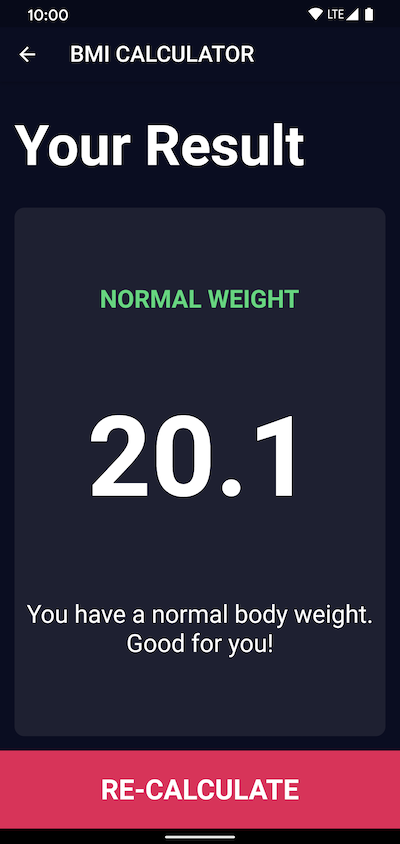 10:00 LTE
BMI CALCULATOR
Your Result
NORMAL WEIGHT
20.1
You have a normal body weight.
Good for you!
RE-CALCULATE